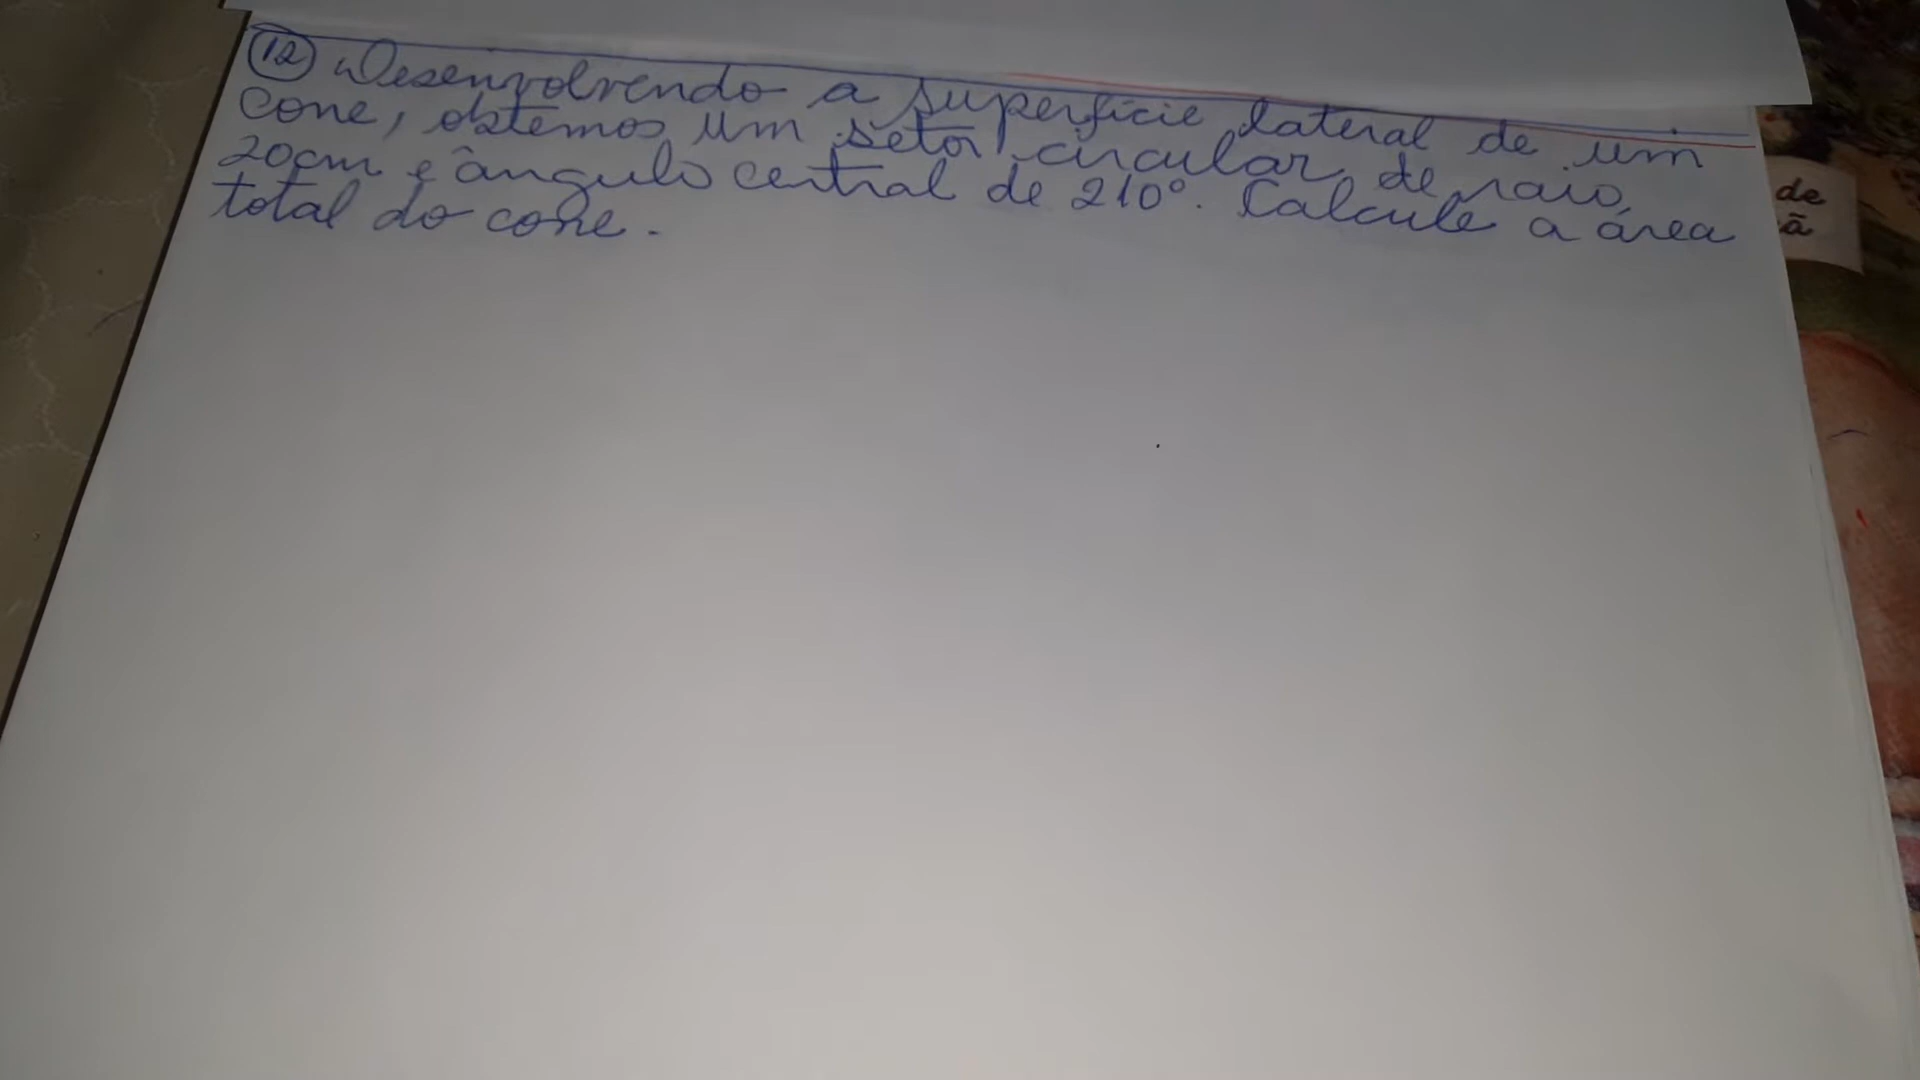 12 Desenvolvendo a superfície lateral de um
cone, obtemos um setor circular de raio
20cm e ângulo central de 210°. Calcule a área
total do cone.
de
ã